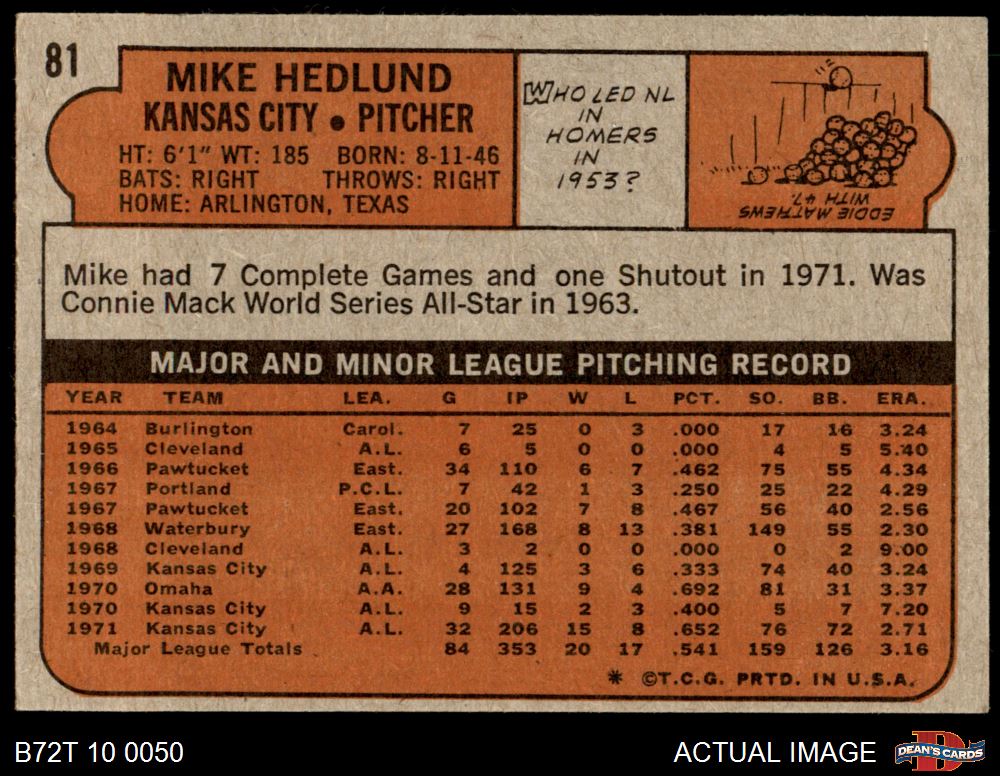 81
MIKE HEDLUND
KANSAS CITY • PITCHER
HT: 6'1" WT: 185 BORN: 8-11-46
BATS: RIGHT THROWS: RIGHT
HOME: ARLINGTON, TEXAS
WHO LED NL
IN
HOMERS
IN
1953?
EDDIE MATHEWS
WITH 47.
Mike had 7 Complete Games and one Shutout in 1971. Was
Connie Mack World Series All-Star in 1963.
MAJOR AND MINOR LEAGUE PITCHING RECORD
YEAR TEAM LEA. G IP W L PCT. SO. BB. ERA.
1964 Burlington Carol. 7 25 0 3 .000 17 16 3.24
1965 Cleveland A.L. 6 5 0 0 .000 4 5 5.40
1966 Pawtucket East. 34 110 6 7 .462 75 55 4.34
1967 Portland P.C.L. 7 42 1 3 .250 25 22 4.29
1967 Pawtucket East. 20 102 7 8 .467 56 40 2.56
1968 Waterbury East. 27 168 8 13 .381 149 55 2.30
1968 Cleveland A.L. 3 2 0 0 .000 0 2 9.00
1969 Kansas City A.L. 4 125 3 6 .333 74 40 3.24
1970 Omaha A.A. 28 131 9 4 .692 81 31 3.37
1970 Kansas City A.L. 9 15 2 3 .400 5 7 7.20
1971 Kansas City A.L. 32 206 15 8 .652 76 72 2.71
Major League Totals 84 353 20 17 .541 159 126 3.16
* ©T.C.G. PRTD. IN U.S.A.
B72T 10 0050
ACTUAL IMAGE
D
DEAN'S CARDS